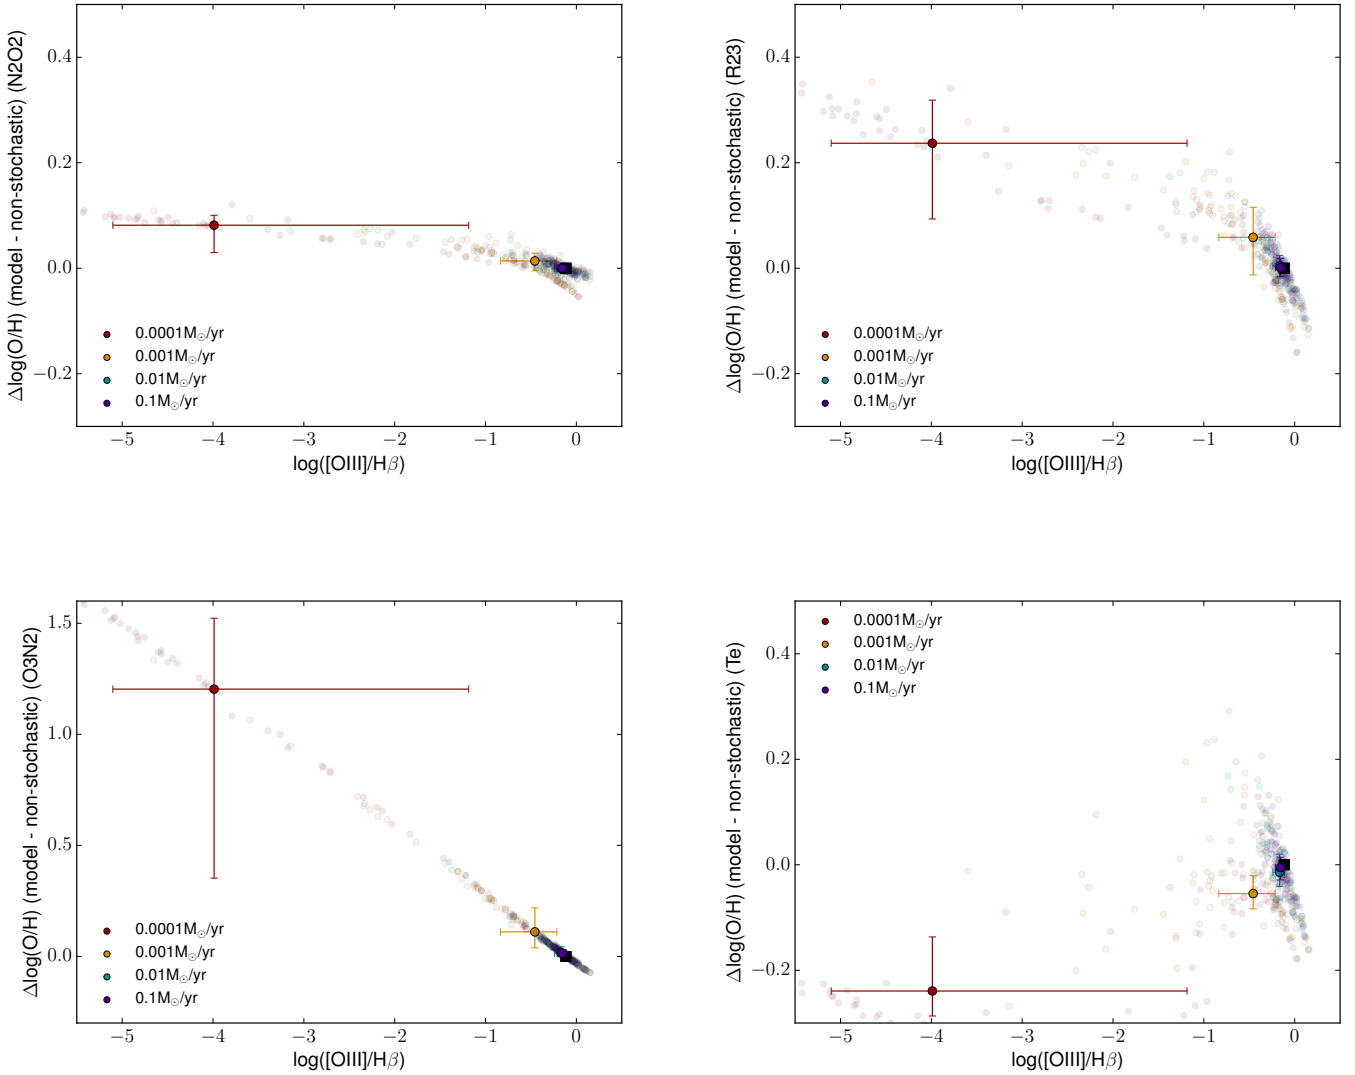 0.4
0.2
0.0
−0.2
Δlog(O/H) (model - non-stochastic) (N2O2)
0.0001M☉/yr
0.001M☉/yr
0.01M☉/yr
0.1M☉/yr
−5 −4 −3 −2 −1 0
log([OIII]/Hβ)
0.4
0.2
0.0
−0.2
Δlog(O/H) (model - non-stochastic) (R23)
0.0001M☉/yr
0.001M☉/yr
0.01M☉/yr
0.1M☉/yr
−5 −4 −3 −2 −1 0
log([OIII]/Hβ)
1.5
1.0
0.5
0.0
Δlog(O/H) (model - non-stochastic) (O3N2)
0.0001M☉/yr
0.001M☉/yr
0.01M☉/yr
0.1M☉/yr
−5 −4 −3 −2 −1 0
log([OIII]/Hβ)
0.4
0.2
0.0
−0.2
Δlog(O/H) (model - non-stochastic) (Te)
0.0001M☉/yr
0.001M☉/yr
0.01M☉/yr
0.1M☉/yr
−5 −4 −3 −2 −1 0
log([OIII]/Hβ)